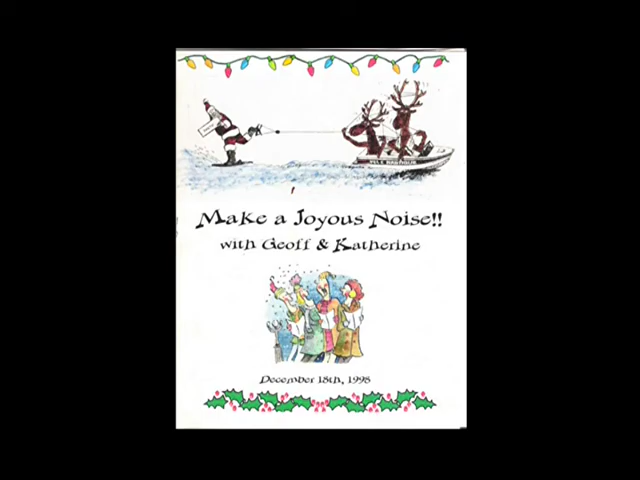 Make a Joyous Noise!!
with Geoff & Katherine
December 18th, 1998